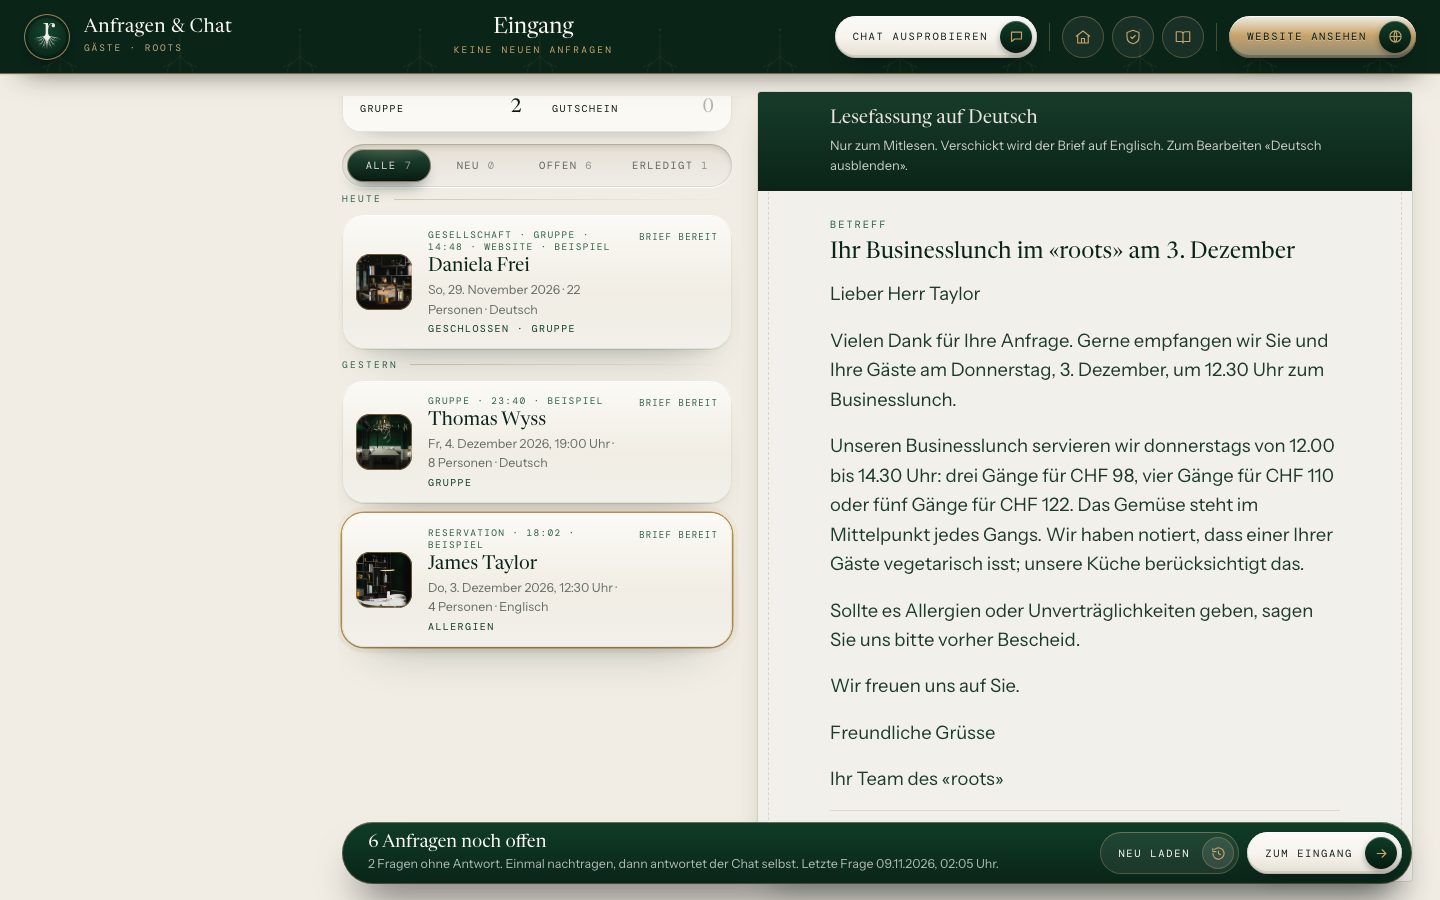 Anfragen & Chat
GÄSTE · ROOTS
Eingang
KEINE NEUEN ANFRAGEN
CHAT AUSPROBIEREN
WEBSITE ANSEHEN
GRUPPE 2 GUTSCHEIN 0
ALLE 7 NEU 0 OFFEN 6 ERLEDIGT 1
HEUTE
GESELLSCHAFT · GRUPPE ·
14:48 · WEBSITE · BEISPIEL
BRIEF BEREIT
Daniela Frei
So, 29. November 2026 · 22
Personen · Deutsch
GESCHLOSSEN · GRUPPE
GESTERN
GRUPPE · 23:40 · BEISPIEL
BRIEF BEREIT
Thomas Wyss
Fr, 4. Dezember 2026, 19:00 Uhr ·
8 Personen · Deutsch
GRUPPE
RESERVATION · 18:02 ·
BEISPIEL
BRIEF BEREIT
James Taylor
Do, 3. Dezember 2026, 12:30 Uhr ·
4 Personen · Englisch
ALLERGIEN
Lesefassung auf Deutsch
Nur zum Mitlesen. Verschickt wird der Brief auf Englisch. Zum Bearbeiten «Deutsch
ausblenden».
BETREFF
Ihr Businesslunch im «roots» am 3. Dezember
Lieber Herr Taylor
Vielen Dank für Ihre Anfrage. Gerne empfangen wir Sie und
Ihre Gäste am Donnerstag, 3. Dezember, um 12.30 Uhr zum
Businesslunch.
Unseren Businesslunch servieren wir donnerstags von 12.00
bis 14.30 Uhr: drei Gänge für CHF 98, vier Gänge für CHF 110
oder fünf Gänge für CHF 122. Das Gemüse steht im
Mittelpunkt jedes Gangs. Wir haben notiert, dass einer Ihrer
Gäste vegetarisch isst; unsere Küche berücksichtigt das.
Sollte es Allergien oder Unverträglichkeiten geben, sagen
Sie uns bitte vorher Bescheid.
Wir freuen uns auf Sie.
Freundliche Grüsse
Ihr Team des «roots»
6 Anfragen noch offen
2 Fragen ohne Antwort. Einmal nachtragen, dann antwortet der Chat selbst. Letzte Frage 09.11.2026, 02:05 Uhr.
NEU LADEN
ZUM EINGANG